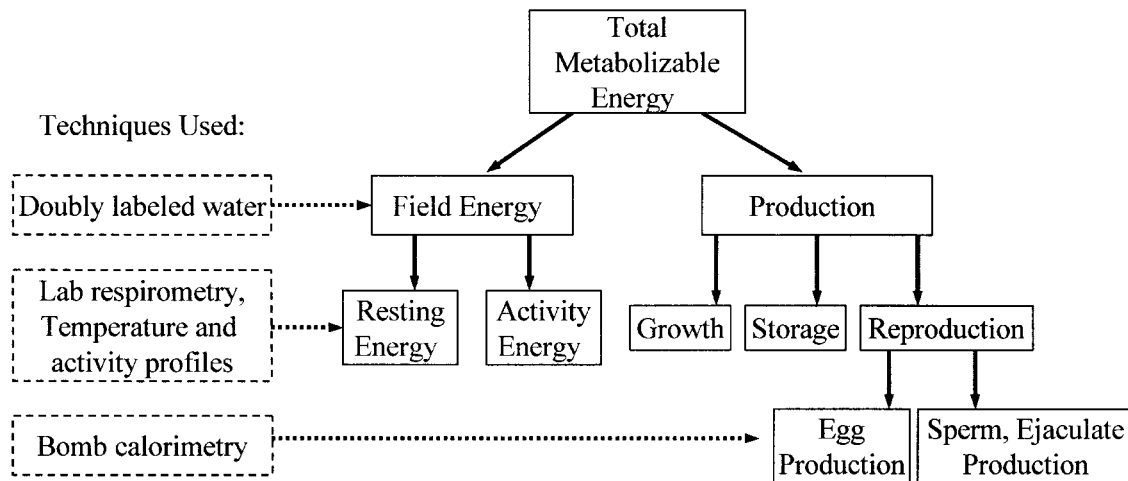 Total
Metabolizable
Energy
Techniques Used:
Doubly labeled water
Field Energy
Production
Lab respirometry,
Temperature and
activity profiles
Resting
Energy
Activity
Energy
Growth
Storage
Reproduction
Bomb calorimetry
Egg
Production
Sperm, Ejaculate
Production